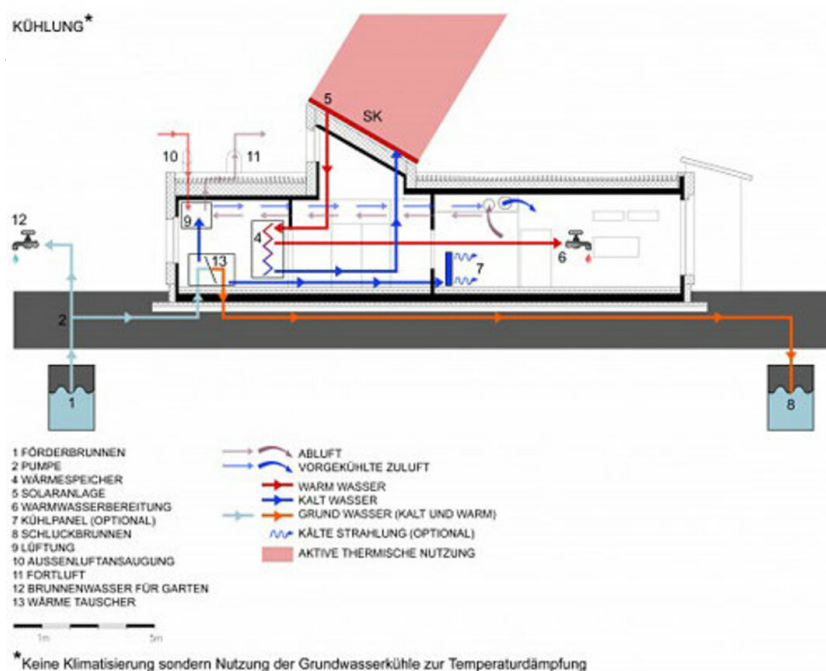 KÜHLUNG*
5
SK
10
11
12
9
4
13
7
6
2
1
8
1 FÖRDERBRUNNEN
2 PUMPE
4 WÄRMESPEICHER
5 SOLARANLAGE
6 WARMWASSERBEREITUNG
7 KÜHLPANEL (OPTIONAL)
8 SCHLUCKBRUNNEN
9 LÜFTUNG
10 AUSSENLUFTANSAUGUNG
11 FORTLUFT
12 BRUNNENWASSER FÜR GARTEN
13 WÄRME TAUSCHER
ABLUFT
VORGEKÜHLTE ZULUFT
WARM WASSER
KALT WASSER
GRUND WASSER (KALT UND WARM)
KÄLTE STRAHLUNG (OPTIONAL)
AKTIVE THERMISCHE NUTZUNG
1m 5m
*Keine Klimatisierung sondern Nutzung der Grundwasserkühle zur Temperaturdämpfung